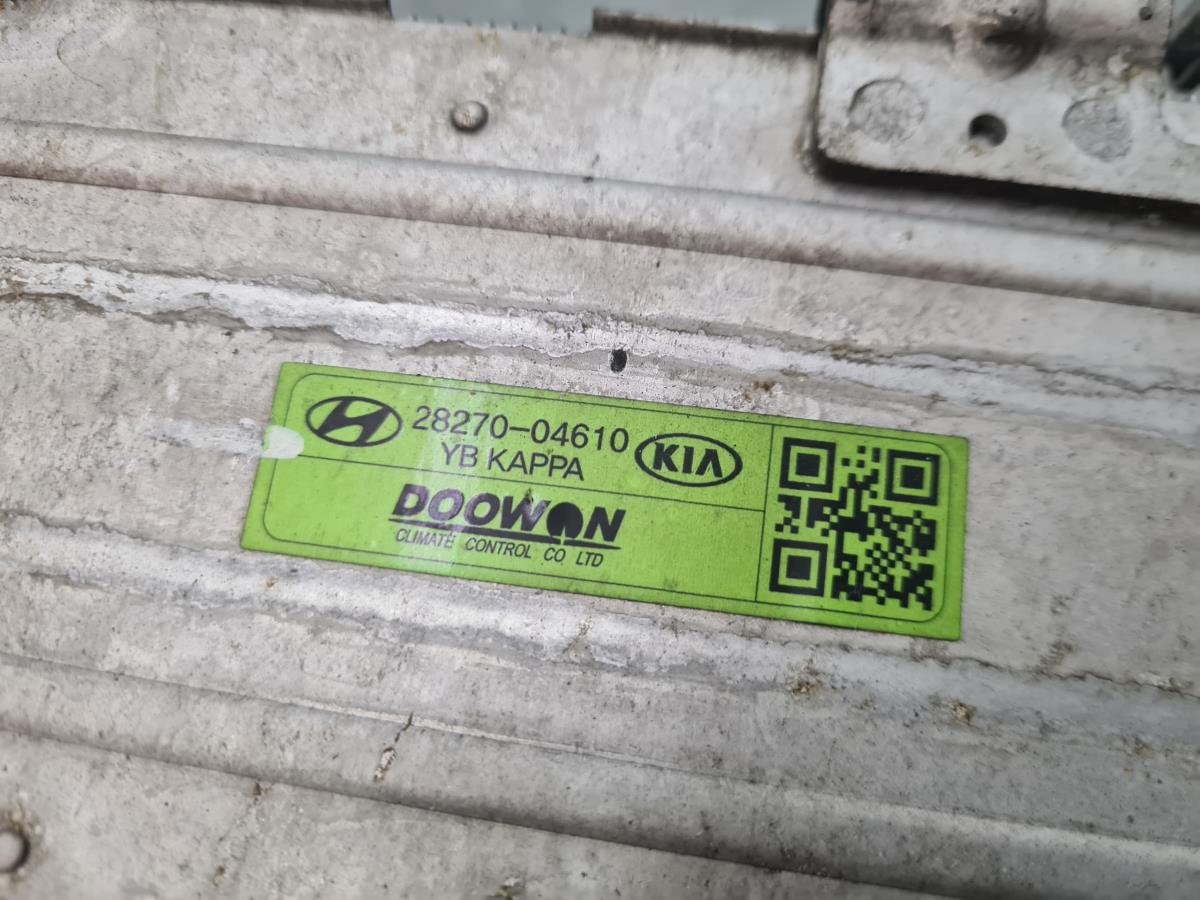 28270-04610
YB KAPPA
KIA
DOOWON
CLIMATE CONTROL CO LTD